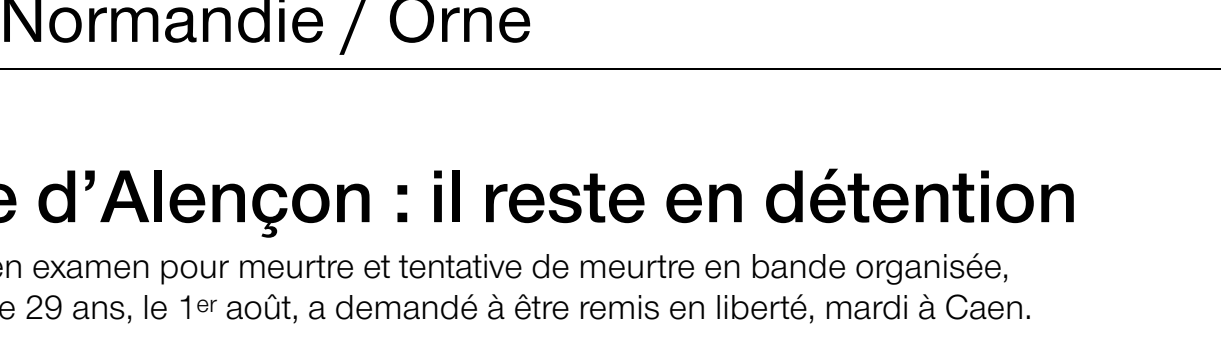 Normandie / Orne
e d’Alençon : il reste en détention
en examen pour meurtre et tentative de meurtre en bande organisée,
e 29 ans, le 1er août, a demandé à être remis en liberté, mardi à Caen.